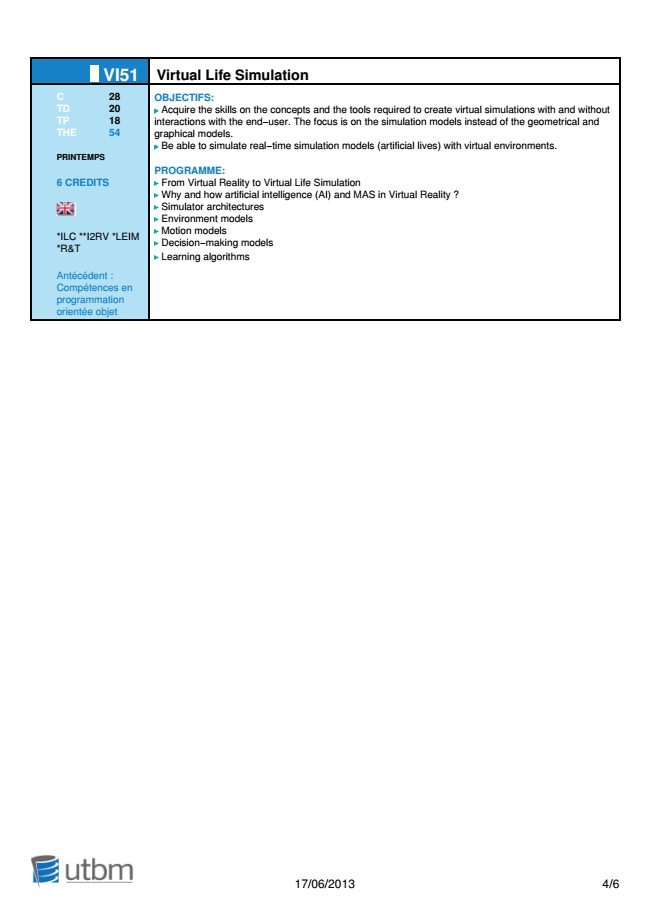 VI51
Virtual Life Simulation
C 28
TD 20
TP 18
THE 54
PRINTEMPS
6 CREDITS
*ILC **I2RV *LEIM
*R&T
Antécédent :
Compétences en
programmation
orientée objet
OBJECTIFS:
▸ Acquire the skills on the concepts and the tools required to create virtual simulations with and without
interactions with the end−user. The focus is on the simulation models instead of the geometrical and
graphical models.
▸ Be able to simulate real−time simulation models (artificial lives) with virtual environments.
PROGRAMME:
▸ From Virtual Reality to Virtual Life Simulation
▸ Why and how artificial intelligence (AI) and MAS in Virtual Reality ?
▸ Simulator architectures
▸ Environment models
▸ Motion models
▸ Decision−making models
▸ Learning algorithms
utbm
17/06/2013
4/6